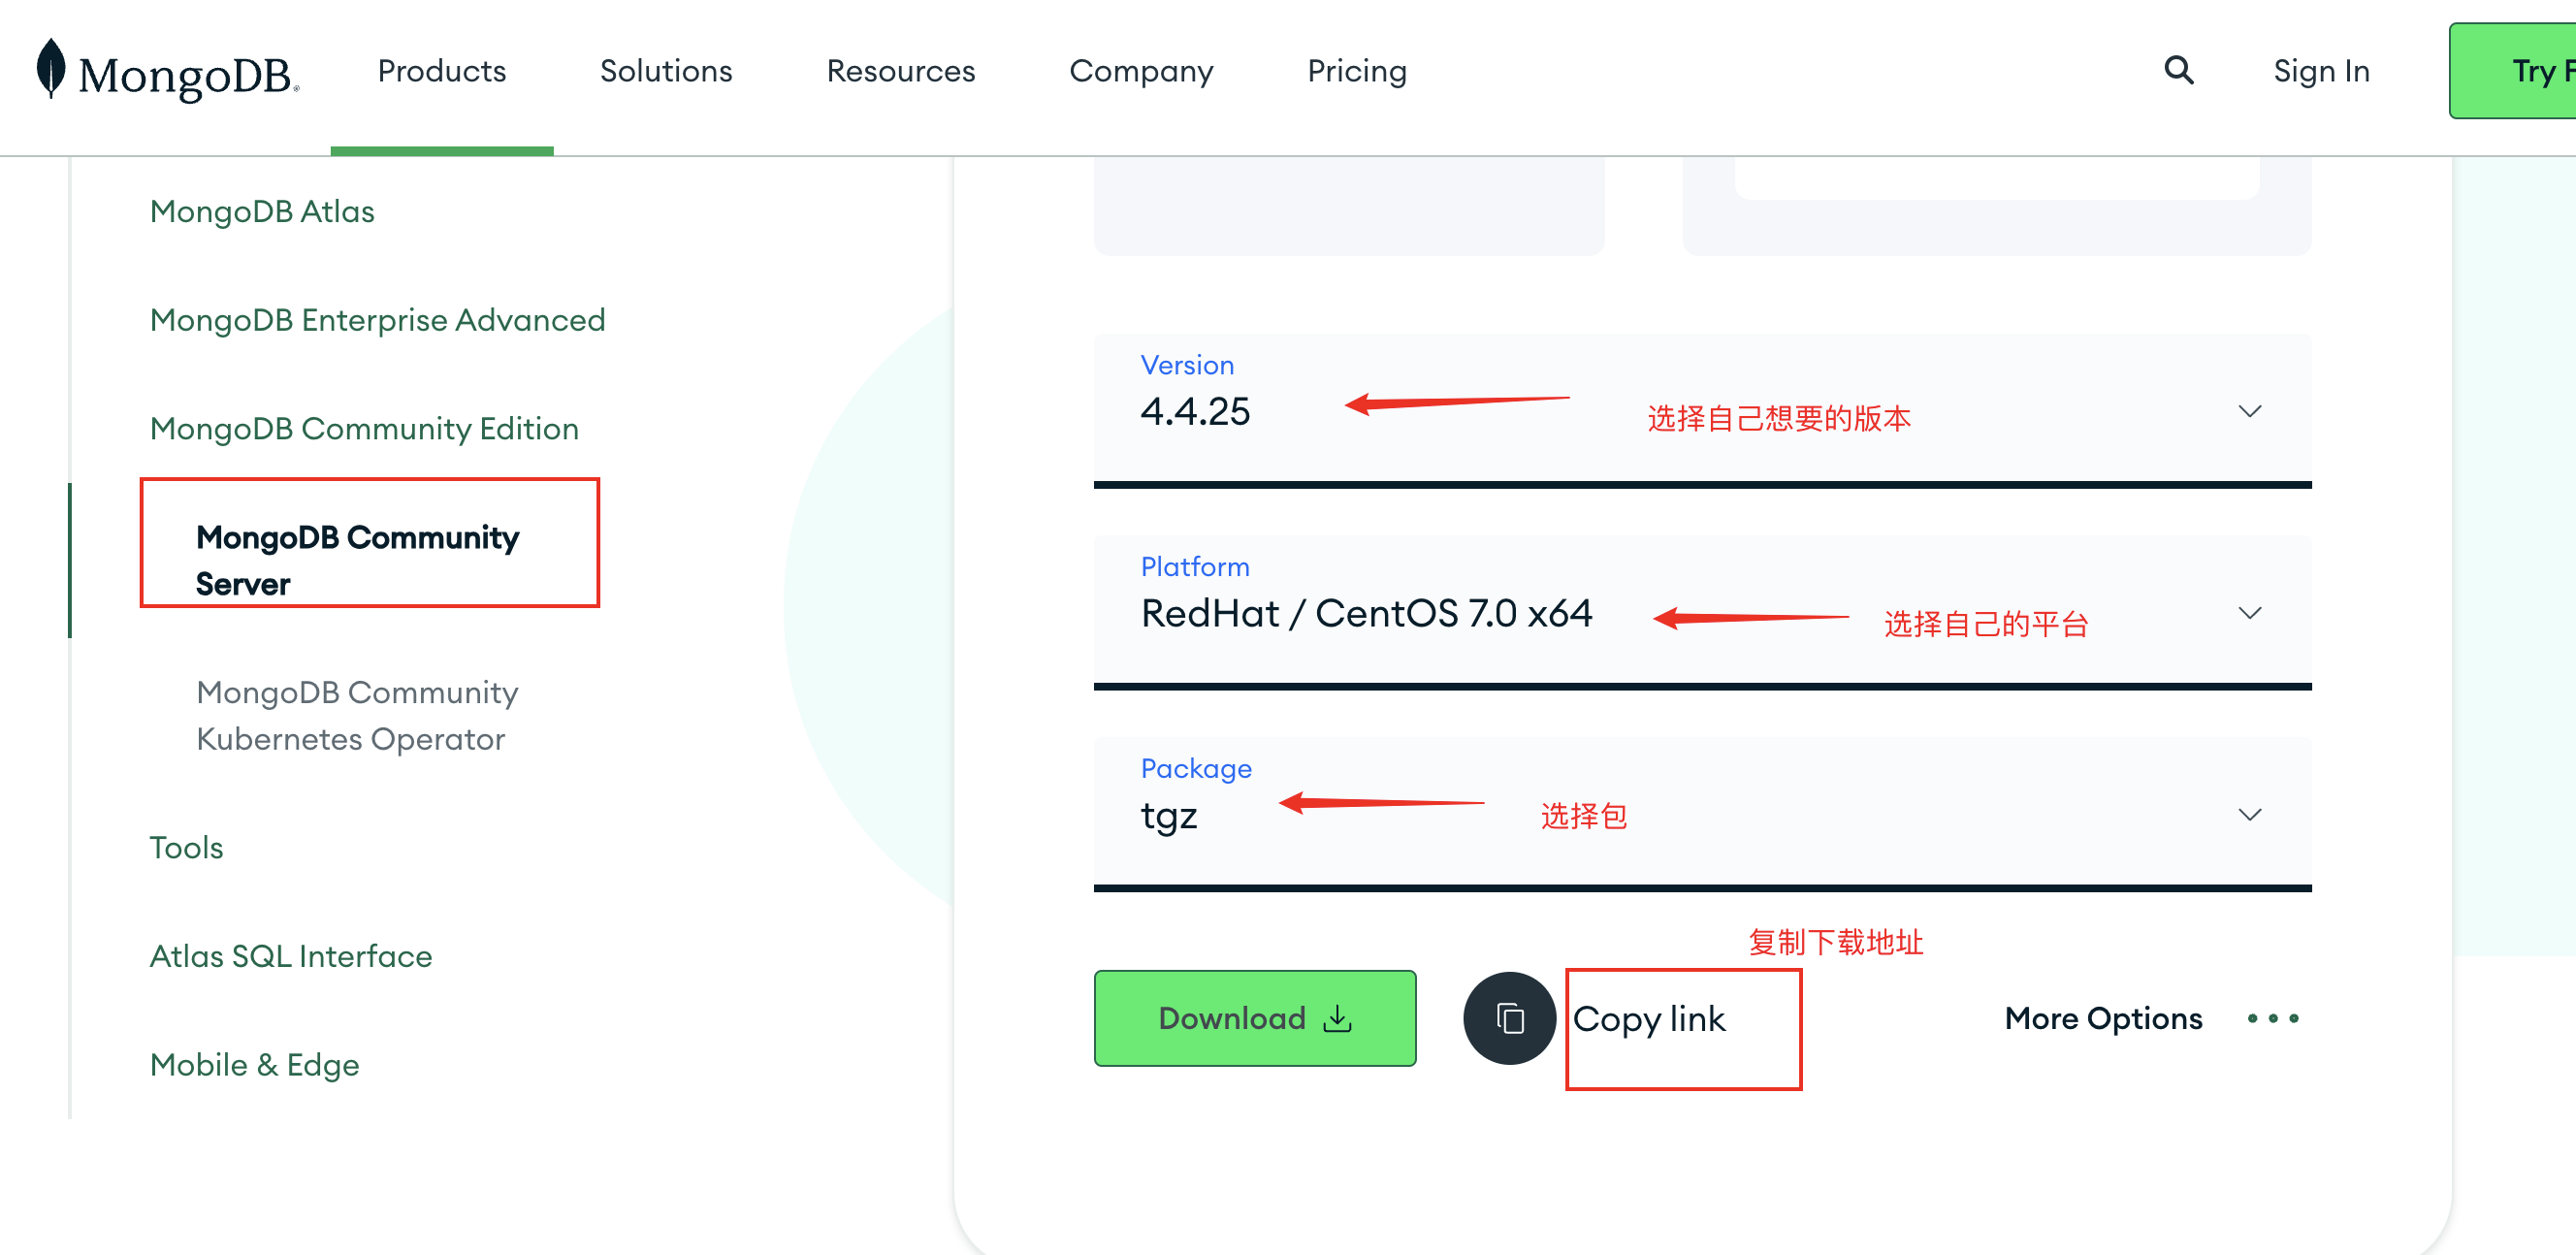 MongoDB®
Products
Solutions
Resources
Company
Pricing
Sign In
Try F
MongoDB Atlas
MongoDB Enterprise Advanced
MongoDB Community Edition
MongoDB Community
Server
MongoDB Community
Kubernetes Operator
Tools
Atlas SQL Interface
Mobile & Edge
Version
4.4.25
选择自己想要的版本
Platform
RedHat / CentOS 7.0 x64
选择自己的平台
Package
tgz
选择包
复制下载地址
Download
Copy link
More Options